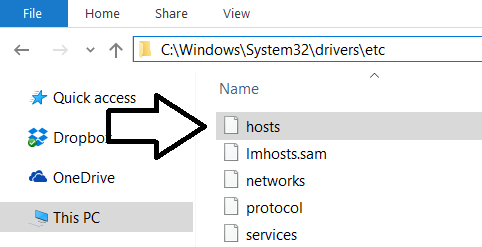 File Home Share View
C:\Windows\System32\drivers\etc
Name
Quick access
hosts
Dropbox
lmhosts.sam
OneDrive
networks
This PC
protocol
services